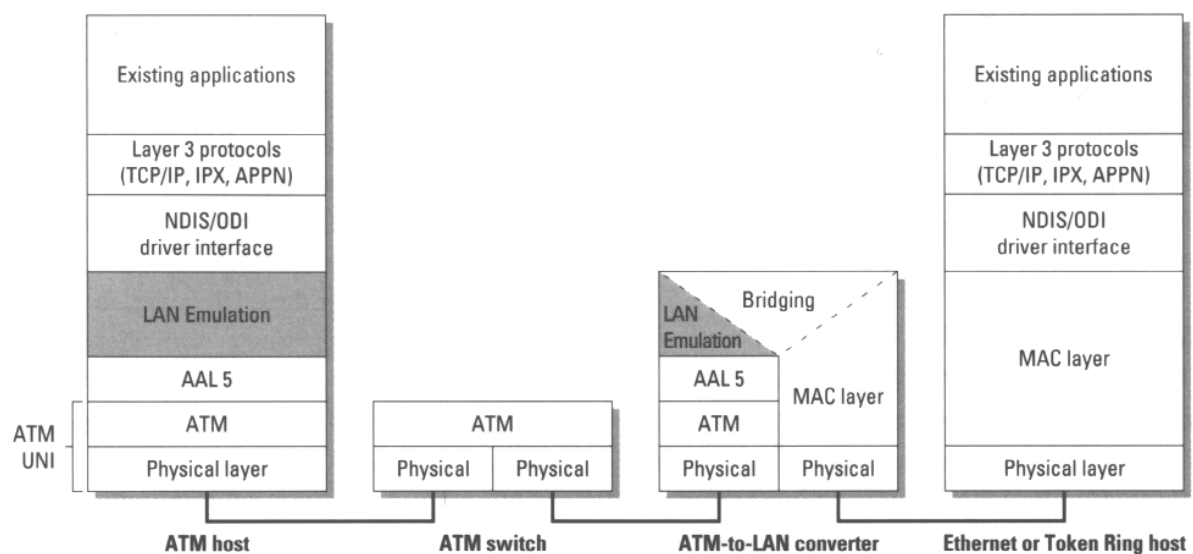 Existing applications
Layer 3 protocols
(TCP/IP, IPX, APPN)
NDIS/ODI
driver interface
LAN Emulation
AAL 5
ATM
Physical layer
ATM
UNI
ATM host
ATM
Physical
Physical
ATM switch
Bridging
LAN
Emulation
AAL 5
ATM
MAC layer
Physical
Physical
ATM-to-LAN converter
Existing applications
Layer 3 protocols
(TCP/IP, IPX, APPN)
NDIS/ODI
driver interface
MAC layer
Physical layer
Ethernet or Token Ring host